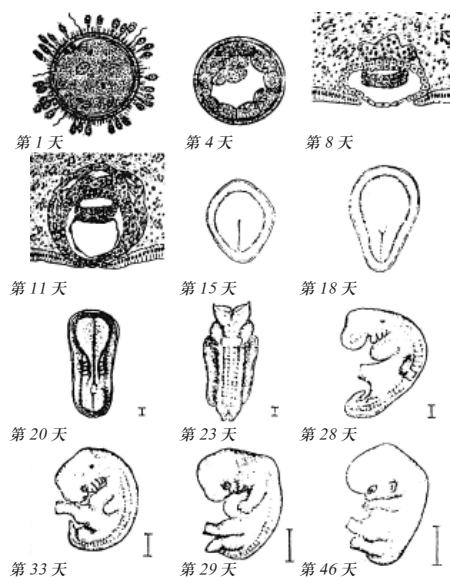 第 1 天
第 4 天
第 8 天
第 11 天
第 15 天
第 18 天
第 20 天
第 23 天
第 28 天
第 33 天
第 29 天
第 46 天